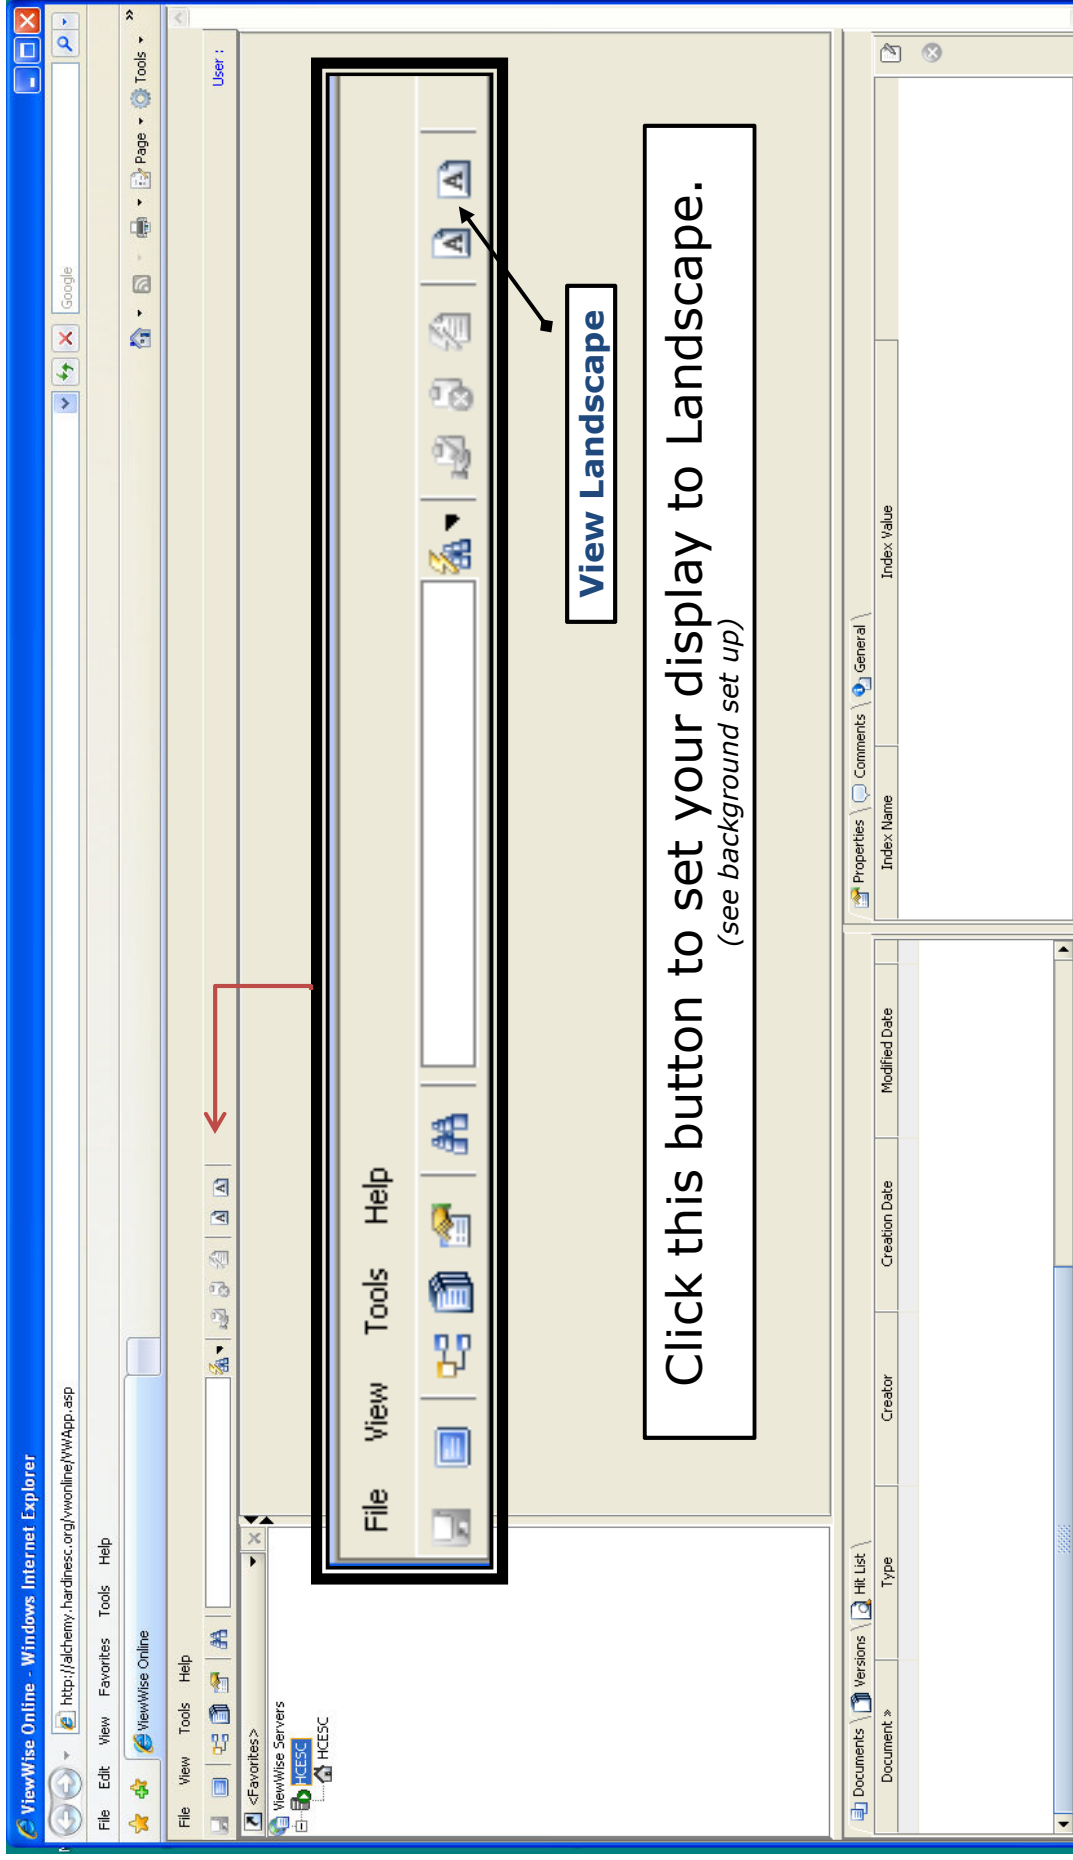 ViewWise Online - Windows Internet Explorer
http://alchemy.hardinesc.org/vwonline/VWApp.asp
Google
File Edit View Favorites Tools Help
ViewWise Online
Page Tools »
File View Tools Help
User :
<Favorites>
ViewWise Servers
HCESC
HCESC
File View Tools Help
A A
View Landscape
Click this button to set your display to Landscape.
(see background set up)
Documents Versions Hit List
Document » Type Creator Creation Date Modified Date
Properties Comments General
Index Name Index Value